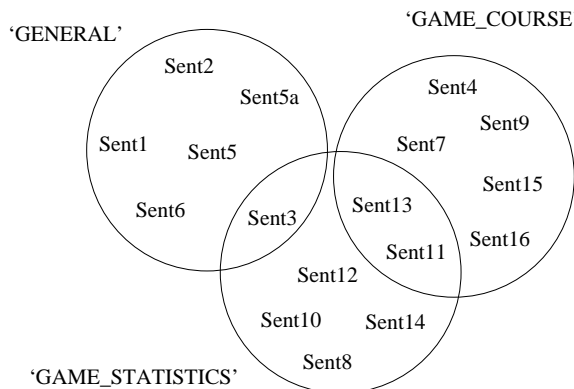 ‘GENERAL’
‘GAME_COURSE
Sent2
Sent5a
Sent4
Sent9
Sent1
Sent5
Sent7
Sent6
Sent3
Sent13
Sent15
Sent11
Sent16
Sent12
Sent10
Sent14
Sent8
‘GAME_STATISTICS’